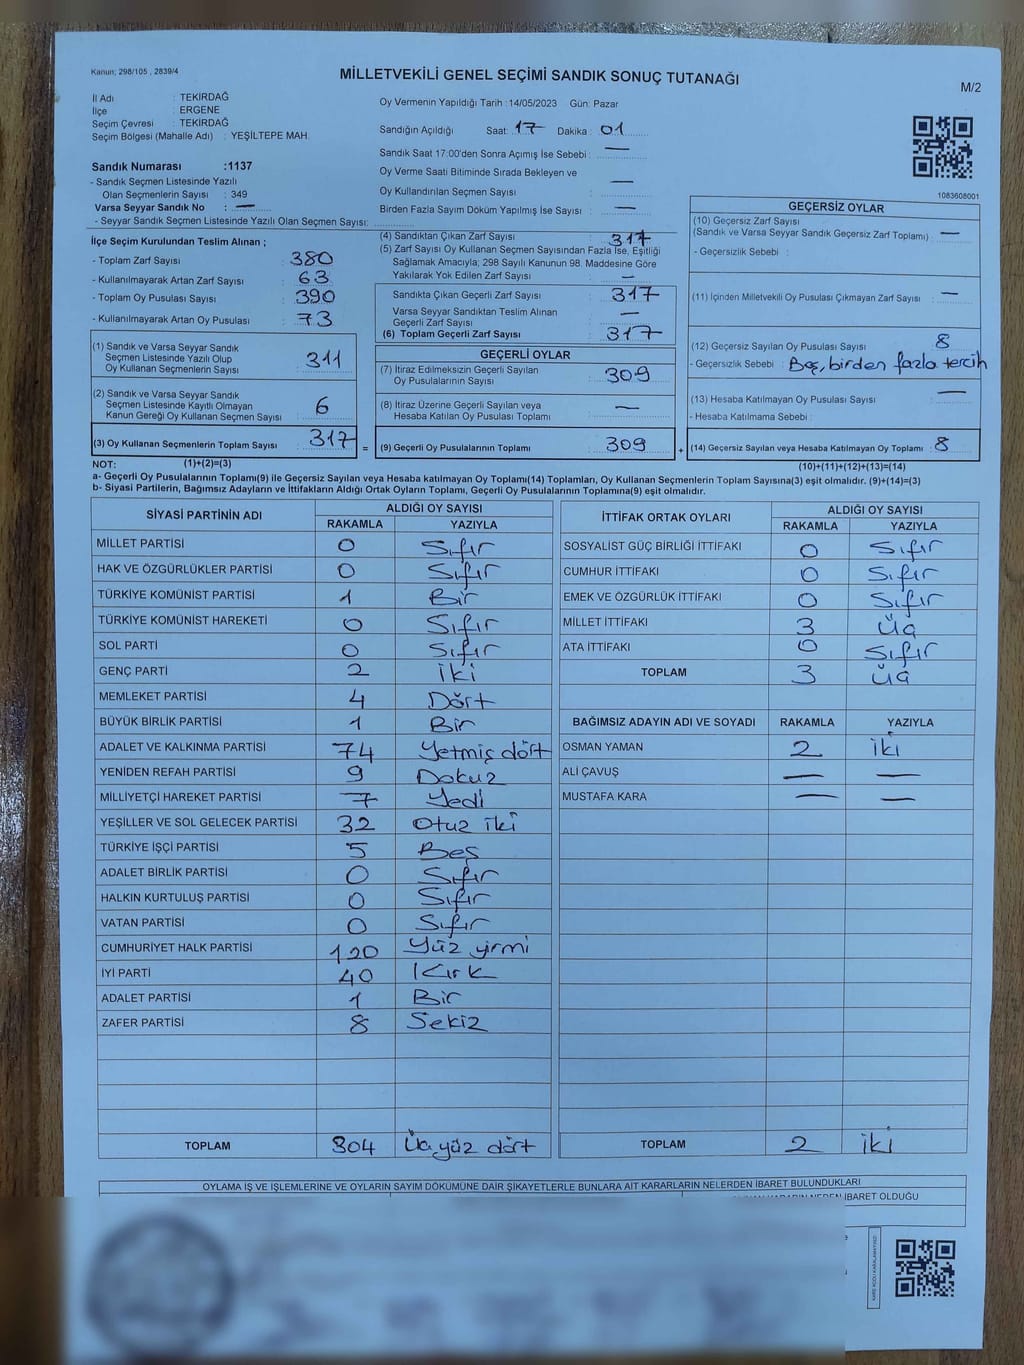 Kanun; 298/105 , 2839/4
MİLLETVEKİLİ GENEL SEÇİMİ SANDIK SONUÇ TUTANAĞI
M/2
İl Adı : TEKİRDAĞ
İlçe : ERGENE
Seçim Çevresi : TEKİRDAĞ
Seçim Bölgesi (Mahalle Adı) : YEŞİLTEPE MAH.
Sandık Numarası :1137
- Sandık Seçmen Listesinde Yazılı
Olan Seçmenlerin Sayısı : 349
Varsa Seyyar Sandık No : —
- Seyyar Sandık Seçmen Listesinde Yazılı Olan Seçmen Sayısı:
Oy Vermenin Yapıldığı Tarih : 14/05/2023 Gün: Pazar
Sandığın Açıldığı Saat: 17 Dakika : 01
Sandık Saat 17:00'den Sonra Açımış İse Sebebi : —
Oy Verme Saati Bitiminde Sırada Bekleyen ve
Oy Kullandırılan Seçmen Sayısı : —
Birden Fazla Sayım Döküm Yapılmış İse Sayısı : —
1083608001
İlçe Seçim Kurulundan Teslim Alınan ;
- Toplam Zarf Sayısı : 380
- Kullanılmayarak Artan Zarf Sayısı : 63
- Toplam Oy Pusulası Sayısı : 390
- Kullanılmayarak Artan Oy Pusulası : 73
(1) Sandık ve Varsa Seyyar Sandık
Seçmen Listesinde Yazılı Olup
Oy Kullanan Seçmenlerin Sayısı : 311
(2) Sandık ve Varsa Seyyar Sandık
Seçmen Listesinde Kayıtlı Olmayan
Kanun Gereği Oy Kullanan Seçmen Sayısı : 6
(3) Oy Kullanan Seçmenlerin Toplam Sayısı : 317 =
(4) Sandıktan Çıkan Zarf Sayısı : 317
(5) Zarf Sayısı Oy Kullanan Seçmen Sayısından Fazla İse, Eşitliği
Sağlamak Amacıyla; 298 Sayılı Kanunun 98. Maddesine Göre
Yakılarak Yok Edilen Zarf Sayısı : —
Sandıkta Çıkan Geçerli Zarf Sayısı : 317
Varsa Seyyar Sandıktan Teslim Alınan
Geçerli Zarf Sayısı : —
(6) Toplam Geçerli Zarf Sayısı : 317
GEÇERLİ OYLAR
(7) İtiraz Edilmeksizin Geçerli Sayılan
Oy Pusulalarının Sayısı : 309
(8) İtiraz Üzerine Geçerli Sayılan veya
Hesaba Katılan Oy Pusulası Toplamı : —
(9) Geçerli Oy Pusulalarının Toplamı : 309 +
GEÇERSİZ OYLAR
(10) Geçersiz Zarf Sayısı
(Sandık ve Varsa Seyyar Sandık Geçersiz Zarf Toplamı) : —
- Geçersizlik Sebebi :
(11) İçinden Milletvekili Oy Pusulası Çıkmayan Zarf Sayısı : —
(12) Geçersiz Sayılan Oy Pusulası Sayısı : 8
- Geçersizlik Sebebi : Boş, birden fazla tercih
(13) Hesaba Katılmayan Oy Pusulası Sayısı : —
- Hesaba Katılmama Sebebi :
(14) Geçersiz Sayılan veya Hesaba Katılmayan Oy Toplamı : 8
NOT: (1)+(2)=(3) (10)+(11)+(12)+(13)=(14)
a- Geçerli Oy Pusulalarının Toplamı(9) ile Geçersiz Sayılan veya Hesaba katılmayan Oy Toplamı(14) Toplamları, Oy Kullanan Seçmenlerin Toplam Sayısına(3) eşit olmalıdır. (9)+(14)=(3)
b- Siyasi Partilerin, Bağımsız Adayların ve İttifakların Aldığı Ortak Oyların Toplamı, Geçerli Oy Pusulalarının Toplamına(9) eşit olmalıdır.
SİYASİ PARTİNİN ADI ALDIĞI OY SAYISI
RAKAMLA YAZIYLA
MİLLET PARTİSİ 0 Sıfır
HAK VE ÖZGÜRLÜKLER PARTİSİ 0 Sıfır
TÜRKİYE KOMÜNİST PARTİSİ 1 Bir
TÜRKİYE KOMÜNİST HAREKETİ 0 Sıfır
SOL PARTİ 0 Sıfır
GENÇ PARTİ 2 İki
MEMLEKET PARTİSİ 4 Dört
BÜYÜK BİRLİK PARTİSİ 1 Bir
ADALET VE KALKINMA PARTİSİ 74 Yetmiş dört
YENİDEN REFAH PARTİSİ 9 Dokuz
MİLLİYETÇİ HAREKET PARTİSİ 7 Yedi
YEŞİLLER VE SOL GELECEK PARTİSİ 32 Otuz iki
TÜRKİYE İŞÇİ PARTİSİ 5 Beş
ADALET BİRLİK PARTİSİ 0 Sıfır
HALKIN KURTULUŞ PARTİSİ 0 Sıfır
VATAN PARTİSİ 0 Sıfır
CUMHURİYET HALK PARTİSİ 120 Yüz yirmi
İYİ PARTİ 40 Kırk
ADALET PARTİSİ 1 Bir
ZAFER PARTİSİ 8 Sekiz
TOPLAM 304 Üç yüz dört
İTTİFAK ORTAK OYLARI ALDIĞI OY SAYISI
RAKAMLA YAZIYLA
SOSYALİST GÜÇ BİRLİĞİ İTTİFAKI 0 Sıfır
CUMHUR İTTİFAKI 0 Sıfır
EMEK VE ÖZGÜRLÜK İTTİFAKI 0 Sıfır
MİLLET İTTİFAKI 3 Üç
ATA İTTİFAKI 0 Sıfır
TOPLAM 3 Üç
BAĞIMSIZ ADAYIN ADI VE SOYADI RAKAMLA YAZIYLA
OSMAN YAMAN 2 İki
ALİ ÇAVUŞ — —
MUSTAFA KARA — —
TOPLAM 2 İki
OYLAMA İŞ VE İŞLEMLERİNE VE OYLARIN SAYIM DÖKÜMÜNE DAİR ŞİKAYETLERLE BUNLARA AİT KARARLARIN NELERDEN İBARET BULUNDUKLARI
İBARET OLDUĞU